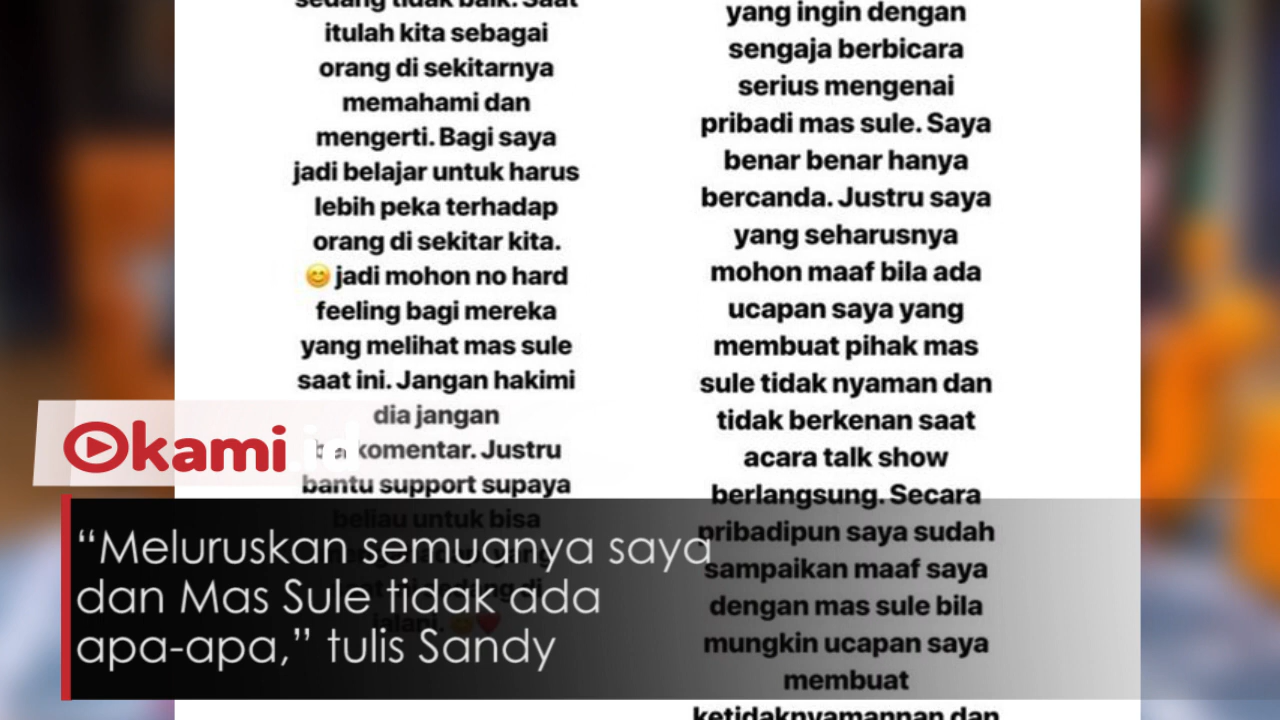 sedang tidak baik. Saat
itulah kita sebagai
orang di sekitarnya
memahami dan
mengerti. Bagi saya
jadi belajar untuk harus
lebih peka terhadap
orang di sekitar kita.
😊 jadi mohon no hard
feeling bagi mereka
yang melihat mas sule
saat ini. Jangan hakimi
dia jangan
berkomentar. Justru
bantu support supaya
beliau untuk bisa
jalani. ❤️
yang ingin dengan
sengaja berbicara
serius mengenai
pribadi mas sule. Saya
benar benar hanya
bercanda. Justru saya
yang seharusnya
mohon maaf bila ada
ucapan saya yang
membuat pihak mas
sule tidak nyaman dan
tidak berkenan saat
acara talk show
berlangsung. Secara
pribadipun saya sudah
sampaikan maaf saya
dengan mas sule bila
mungkin ucapan saya
membuat
ketidaknyamannan dan
Okami.id
“Meluruskan semuanya saya
dan Mas Sule tidak ada
apa-apa,” tulis Sandy